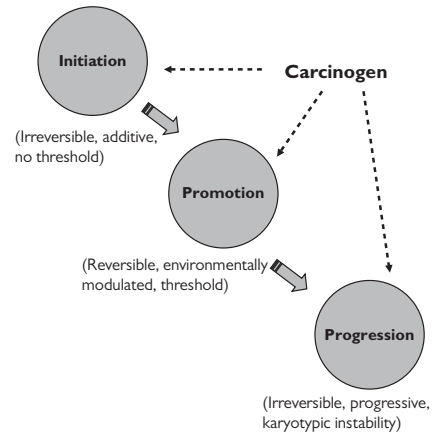 Initiation
Carcinogen
(Irreversible, additive,
no threshold)
Promotion
(Reversible, environmentally
modulated, threshold)
Progression
(Irreversible, progressive,
karyotypic instability)